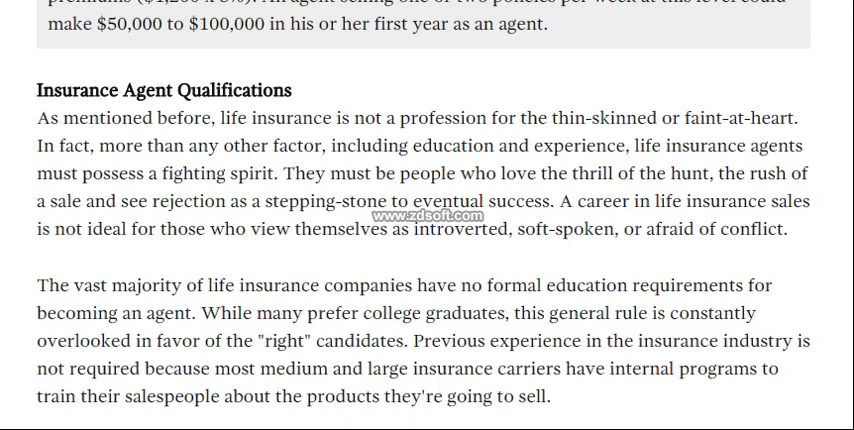 make $50,000 to $100,000 in his or her first year as an agent.
Insurance Agent Qualifications
As mentioned before, life insurance is not a profession for the thin-skinned or faint-at-heart.
In fact, more than any other factor, including education and experience, life insurance agents
must possess a fighting spirit. They must be people who love the thrill of the hunt, the rush of
a sale and see rejection as a stepping-stone to eventual success. A career in life insurance sales
www.zdsoft.com
is not ideal for those who view themselves as introverted, soft-spoken, or afraid of conflict.
The vast majority of life insurance companies have no formal education requirements for
becoming an agent. While many prefer college graduates, this general rule is constantly
overlooked in favor of the "right" candidates. Previous experience in the insurance industry is
not required because most medium and large insurance carriers have internal programs to
train their salespeople about the products they're going to sell.